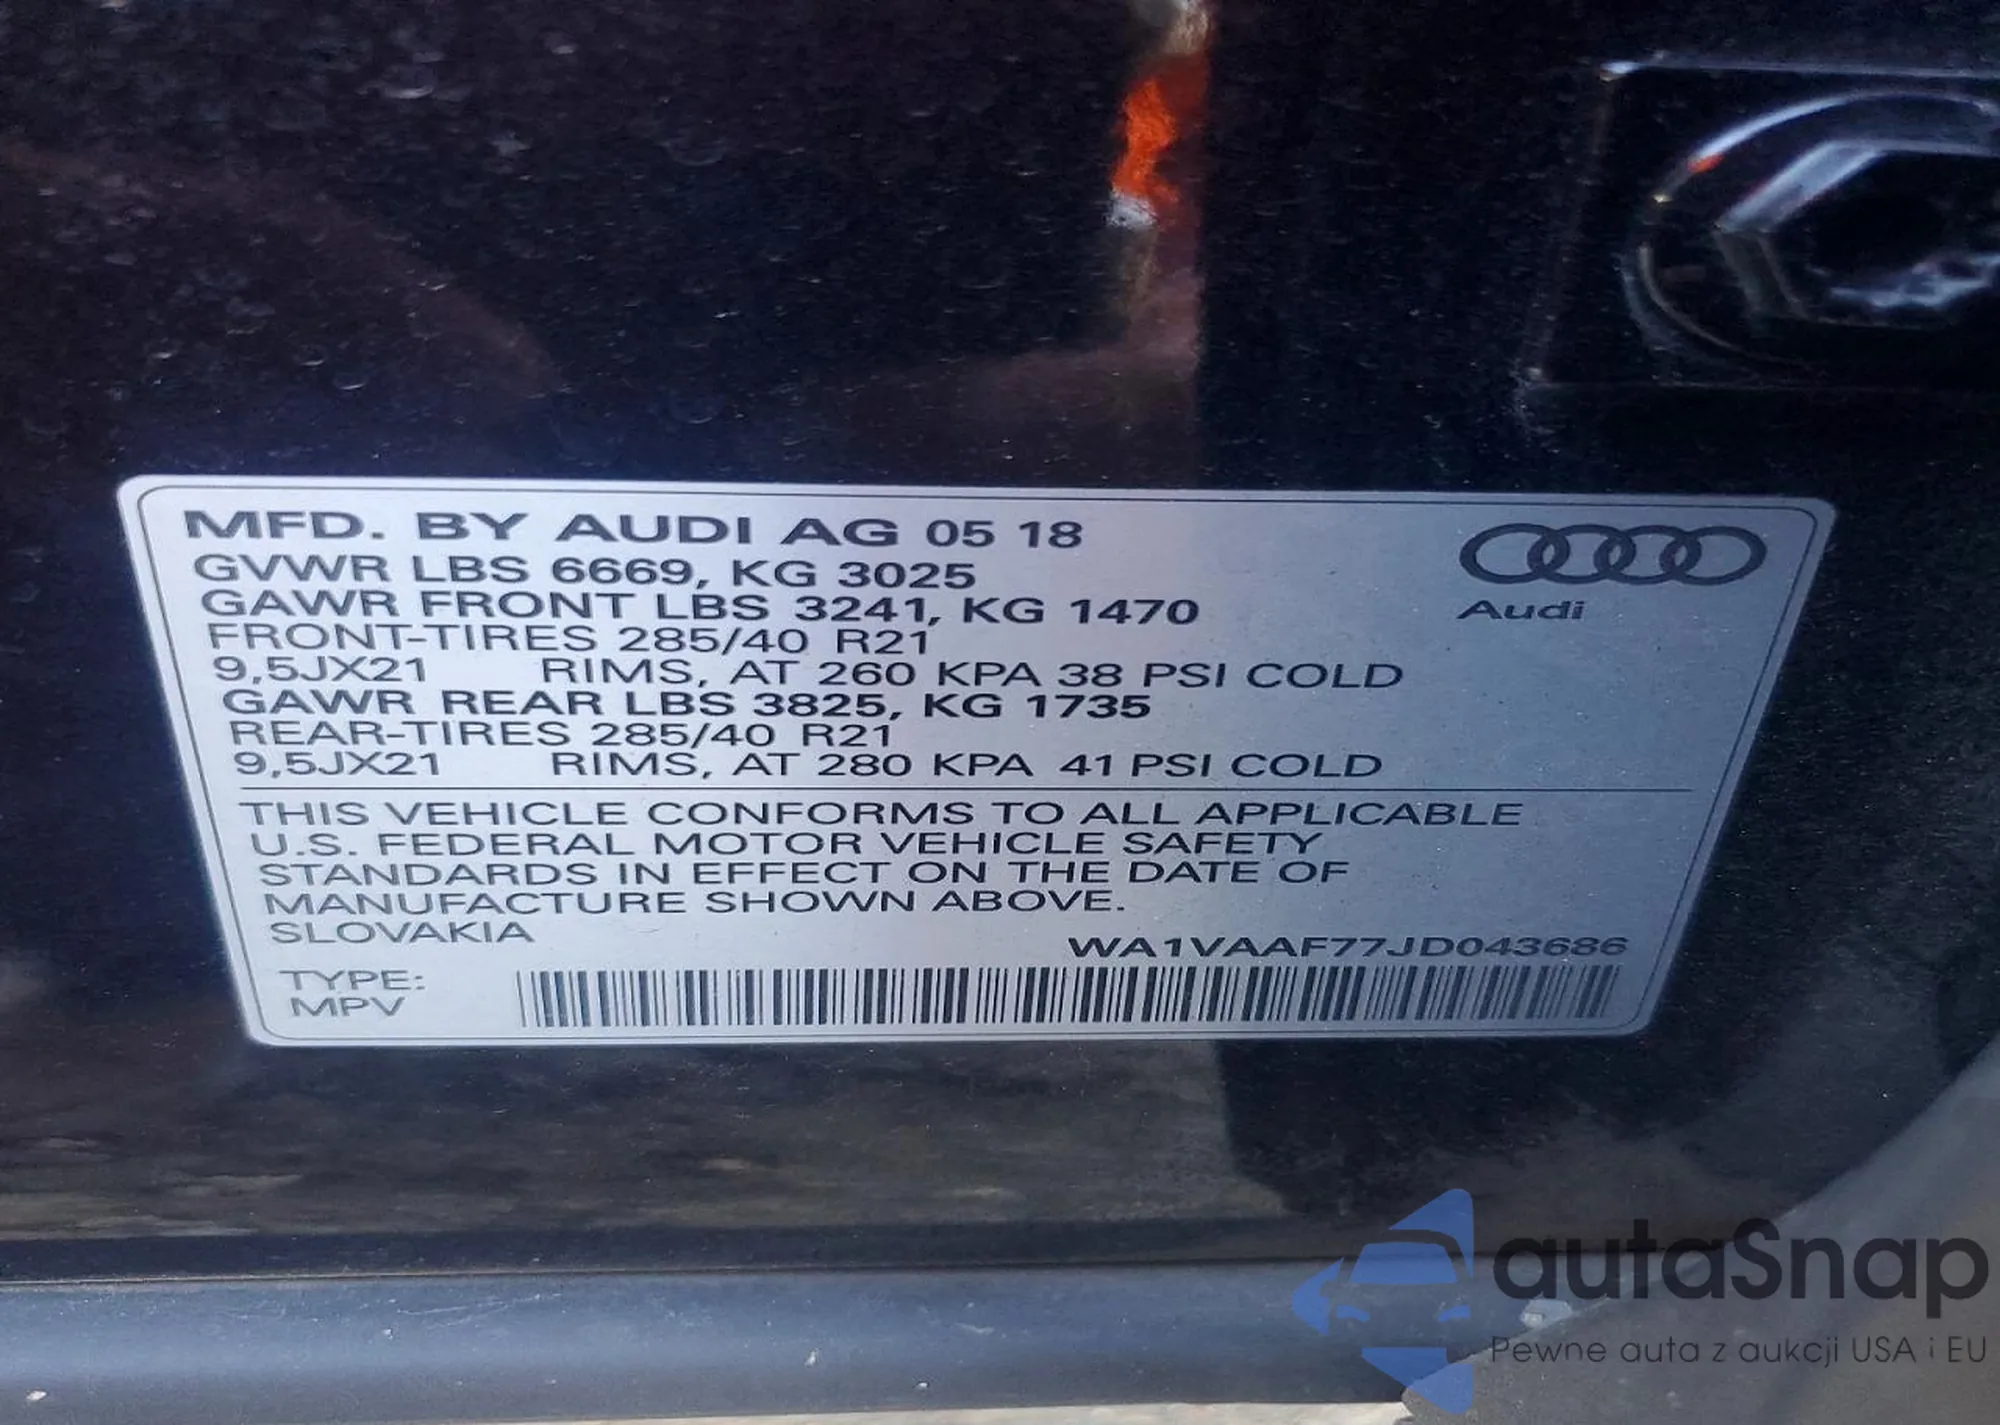 MFD. BY AUDI AG 05 18
GVWR LBS 6669, KG 3025
GAWR FRONT LBS 3241, KG 1470
FRONT-TIRES 285/40 R21
9,5JX21 RIMS, AT 260 KPA 38 PSI COLD
GAWR REAR LBS 3825, KG 1735
REAR-TIRES 285/40 R21
9,5JX21 RIMS, AT 280 KPA 41 PSI COLD
Audi
THIS VEHICLE CONFORMS TO ALL APPLICABLE
U.S. FEDERAL MOTOR VEHICLE SAFETY
STANDARDS IN EFFECT ON THE DATE OF
MANUFACTURE SHOWN ABOVE.
SLOVAKIA
WA1VAAF77JD043686
TYPE:
MPV
autaSnap
Pewne auta z aukcji USA i EU